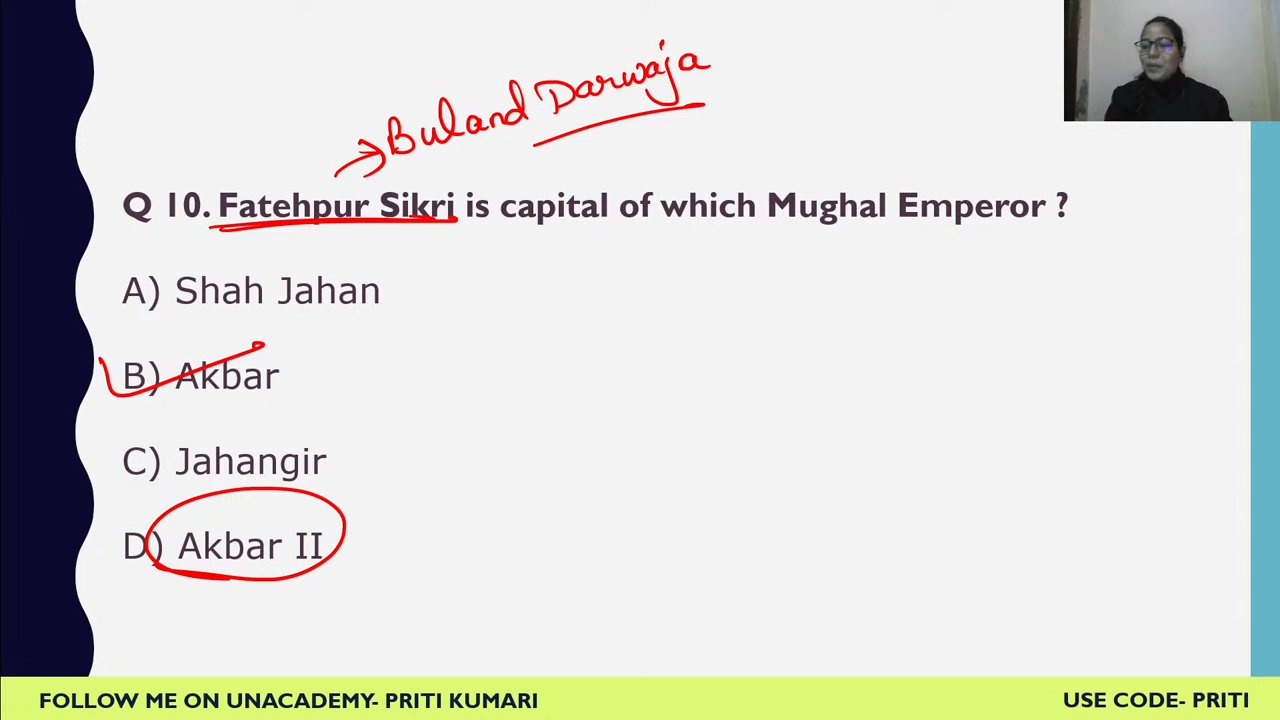 Buland Darwaja
Q 10. Fatehpur Sikri is capital of which Mughal Emperor ?
A) Shah Jahan
B) Akbar
C) Jahangir
D) Akbar II
FOLLOW ME ON UNACADEMY- PRITI KUMARI
USE CODE- PRITI